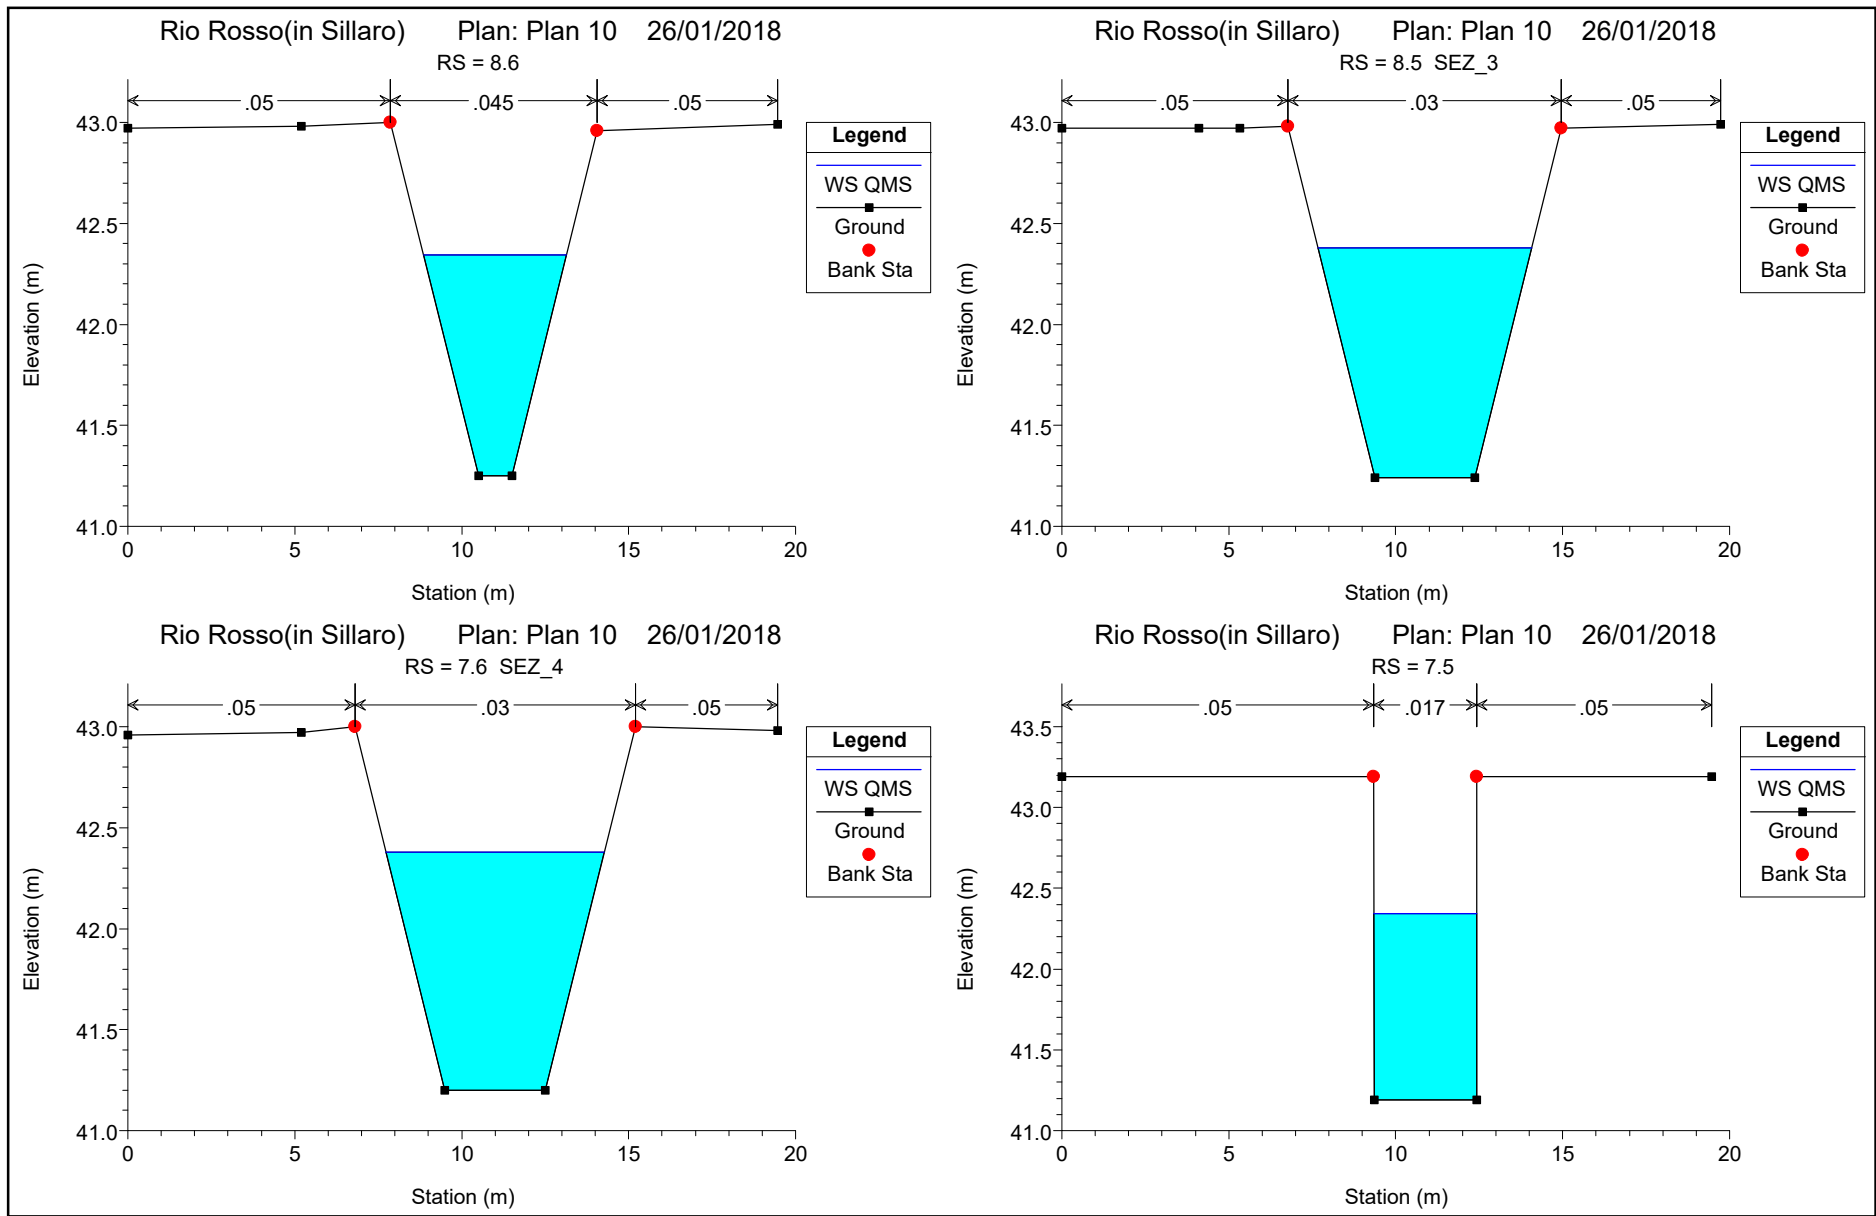 Rio Rosso(in Sillaro) Plan: Plan 10 26/01/2018
RS = 8.6
.05 .045 .05
43.0
42.5
42.0
41.5
41.0
0 5 10 15 20
Elevation (m)
Station (m)
Legend
WS QMS
Ground
Bank Sta
Rio Rosso(in Sillaro) Plan: Plan 10 26/01/2018
RS = 8.5 SEZ_3
.05 .03 .05
43.0
42.5
42.0
41.5
41.0
0 5 10 15 20
Elevation (m)
Station (m)
Legend
WS QMS
Ground
Bank Sta
Rio Rosso(in Sillaro) Plan: Plan 10 26/01/2018
RS = 7.6 SEZ_4
.05 .03 .05
43.0
42.5
42.0
41.5
41.0
0 5 10 15 20
Elevation (m)
Station (m)
Legend
WS QMS
Ground
Bank Sta
Rio Rosso(in Sillaro) Plan: Plan 10 26/01/2018
RS = 7.5
.05 .017 .05
43.5
43.0
42.5
42.0
41.5
41.0
0 5 10 15 20
Elevation (m)
Station (m)
Legend
WS QMS
Ground
Bank Sta